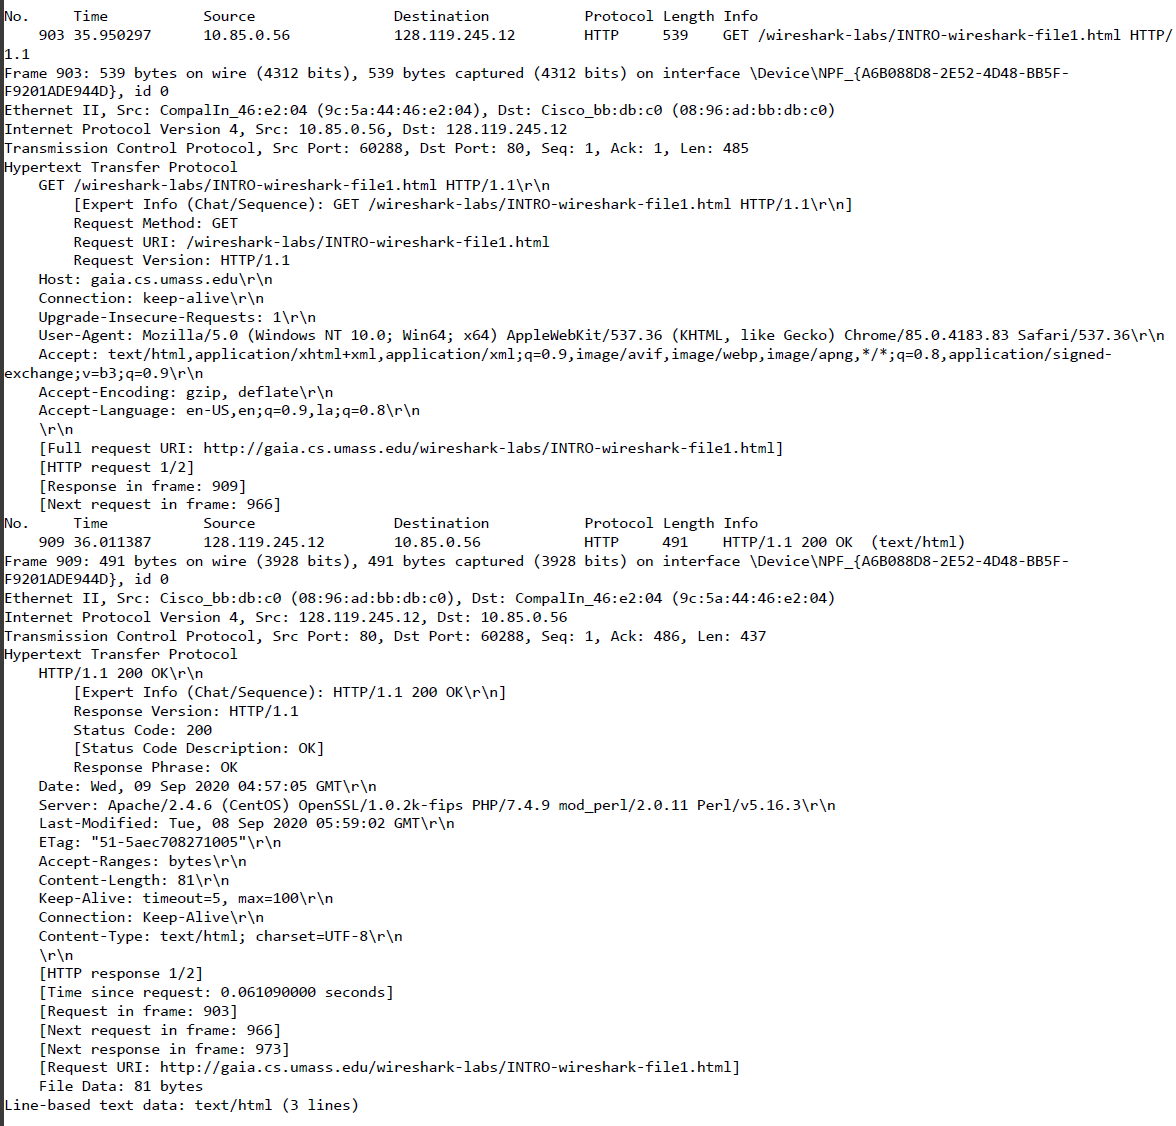 No.     Time           Source                Destination           Protocol Length Info
    903 35.950297      10.85.0.56            128.119.245.12        HTTP     539    GET /wireshark-labs/INTRO-wireshark-file1.html HTTP/
1.1
Frame 903: 539 bytes on wire (4312 bits), 539 bytes captured (4312 bits) on interface \Device\NPF_{A6B088D8-2E52-4D48-BB5F-
F9201ADE944D}, id 0
Ethernet II, Src: CompalIn_46:e2:04 (9c:5a:44:46:e2:04), Dst: Cisco_bb:db:c0 (08:96:ad:bb:db:c0)
Internet Protocol Version 4, Src: 10.85.0.56, Dst: 128.119.245.12
Transmission Control Protocol, Src Port: 60288, Dst Port: 80, Seq: 1, Ack: 1, Len: 485
Hypertext Transfer Protocol
    GET /wireshark-labs/INTRO-wireshark-file1.html HTTP/1.1\r\n
        [Expert Info (Chat/Sequence): GET /wireshark-labs/INTRO-wireshark-file1.html HTTP/1.1\r\n]
        Request Method: GET
        Request URI: /wireshark-labs/INTRO-wireshark-file1.html
        Request Version: HTTP/1.1
    Host: gaia.cs.umass.edu\r\n
    Connection: keep-alive\r\n
    Upgrade-Insecure-Requests: 1\r\n
    User-Agent: Mozilla/5.0 (Windows NT 10.0; Win64; x64) AppleWebKit/537.36 (KHTML, like Gecko) Chrome/85.0.4183.83 Safari/537.36\r\n
    Accept: text/html,application/xhtml+xml,application/xml;q=0.9,image/avif,image/webp,image/apng,*/*;q=0.8,application/signed-
exchange;v=b3;q=0.9\r\n
    Accept-Encoding: gzip, deflate\r\n
    Accept-Language: en-US,en;q=0.9,la;q=0.8\r\n
    \r\n
    [Full request URI: http://gaia.cs.umass.edu/wireshark-labs/INTRO-wireshark-file1.html]
    [HTTP request 1/2]
    [Response in frame: 909]
    [Next request in frame: 966]
No.     Time           Source                Destination           Protocol Length Info
    909 36.011387      128.119.245.12        10.85.0.56            HTTP     491    HTTP/1.1 200 OK  (text/html)
Frame 909: 491 bytes on wire (3928 bits), 491 bytes captured (3928 bits) on interface \Device\NPF_{A6B088D8-2E52-4D48-BB5F-
F9201ADE944D}, id 0
Ethernet II, Src: Cisco_bb:db:c0 (08:96:ad:bb:db:c0), Dst: CompalIn_46:e2:04 (9c:5a:44:46:e2:04)
Internet Protocol Version 4, Src: 128.119.245.12, Dst: 10.85.0.56
Transmission Control Protocol, Src Port: 80, Dst Port: 60288, Seq: 1, Ack: 486, Len: 437
Hypertext Transfer Protocol
    HTTP/1.1 200 OK\r\n
        [Expert Info (Chat/Sequence): HTTP/1.1 200 OK\r\n]
        Response Version: HTTP/1.1
        Status Code: 200
        [Status Code Description: OK]
        Response Phrase: OK
    Date: Wed, 09 Sep 2020 04:57:05 GMT\r\n
    Server: Apache/2.4.6 (CentOS) OpenSSL/1.0.2k-fips PHP/7.4.9 mod_perl/2.0.11 Perl/v5.16.3\r\n
    Last-Modified: Tue, 08 Sep 2020 05:59:02 GMT\r\n
    ETag: "51-5aec708271005"\r\n
    Accept-Ranges: bytes\r\n
    Content-Length: 81\r\n
    Keep-Alive: timeout=5, max=100\r\n
    Connection: Keep-Alive\r\n
    Content-Type: text/html; charset=UTF-8\r\n
    \r\n
    [HTTP response 1/2]
    [Time since request: 0.061090000 seconds]
    [Request in frame: 903]
    [Next request in frame: 966]
    [Next response in frame: 973]
    [Request URI: http://gaia.cs.umass.edu/wireshark-labs/INTRO-wireshark-file1.html]
    File Data: 81 bytes
Line-based text data: text/html (3 lines)